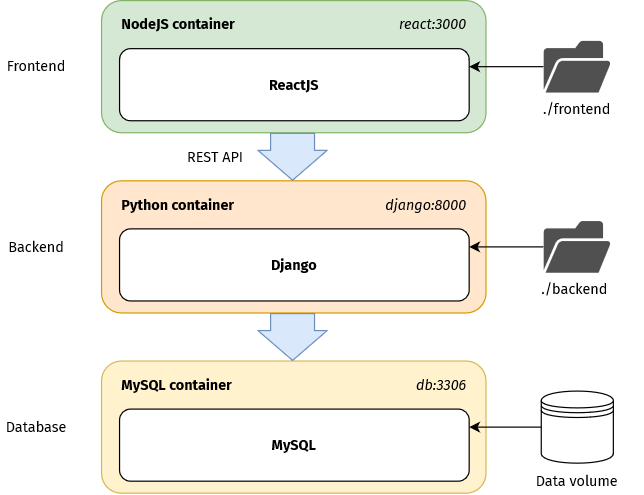 NodeJS container react:3000
Frontend
ReactJS
./frontend
REST API
Python container django:8000
Backend
Django
./backend
MySQL container db:3306
Database
MySQL
Data volume